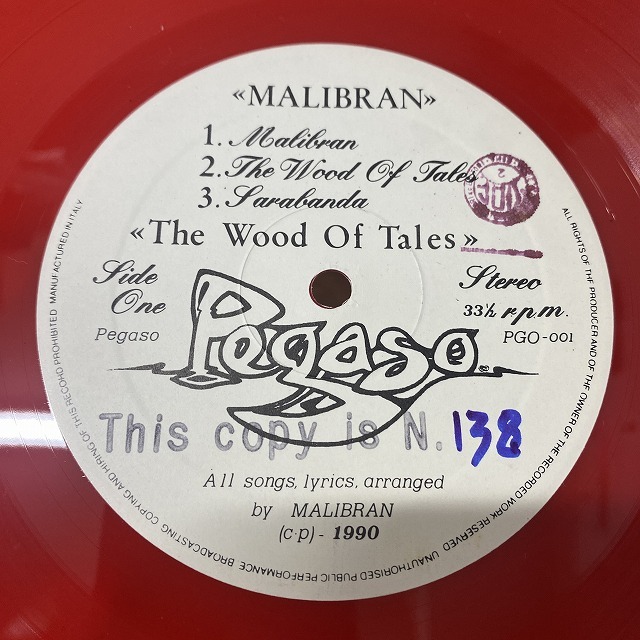 «MALIBRAN»
1. Malibran
2. The Wood Of Tales
3. Sarabanda
«The Wood Of Tales»
Side One
Stereo
33⅓ r.p.m.
Pegaso
PGO-001
Pegaso
This copy is N. 138
All songs, lyrics, arranged
by MALIBRAN
(c.p) - 1990
ALL RIGHTS OF THE PRODUCER AND OF THE OWNER OF THE RECORDED WORK RESERVED UNAUTHORISED PUBLIC PERFORMANCE BROADCASTING COPYING AND HIRING OF THIS RECORD PROHIBITED MANUFACTURED IN ITALY